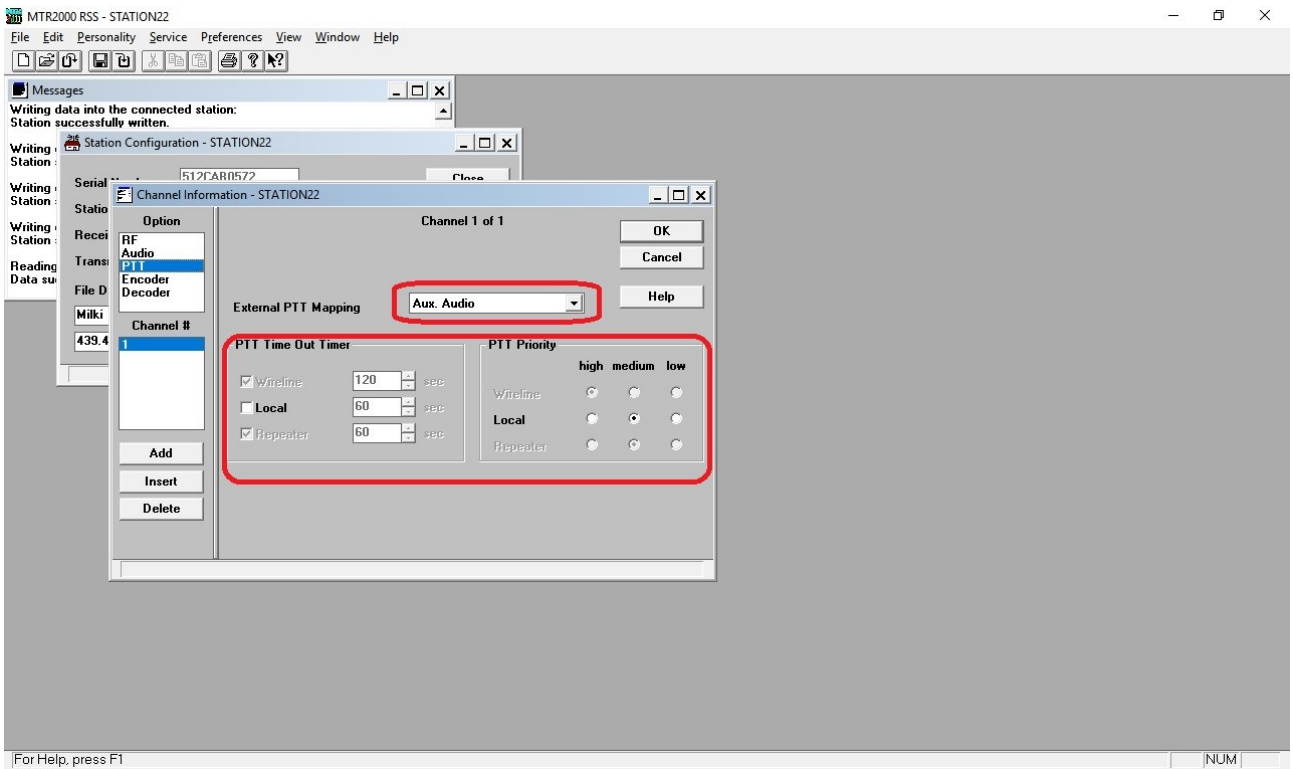 MTR2000 RSS - STATION22
File Edit Personality Service Preferences View Window Help
Messages
Writing data into the connected station:
Station successfully written.
Writing
Station
Writing
Station
Writing
Station
Reading
Data
Station Configuration - STATION22
Serial
512CAB0572
Close
File
Milki
439.4
Channel Information - STATION22
Option
RF
Audio
PTT
Encoder
Decoder
Channel #
1
Add
Insert
Delete
Channel 1 of 1
OK
Cancel
Help
External PTT Mapping
Aux. Audio
PTT Time Out Timer
Wireline 120 sec
Local 60 sec
Repeater 60 sec
PTT Priority
high medium low
Wireline
Local
Repeater
For Help, press F1
NUM